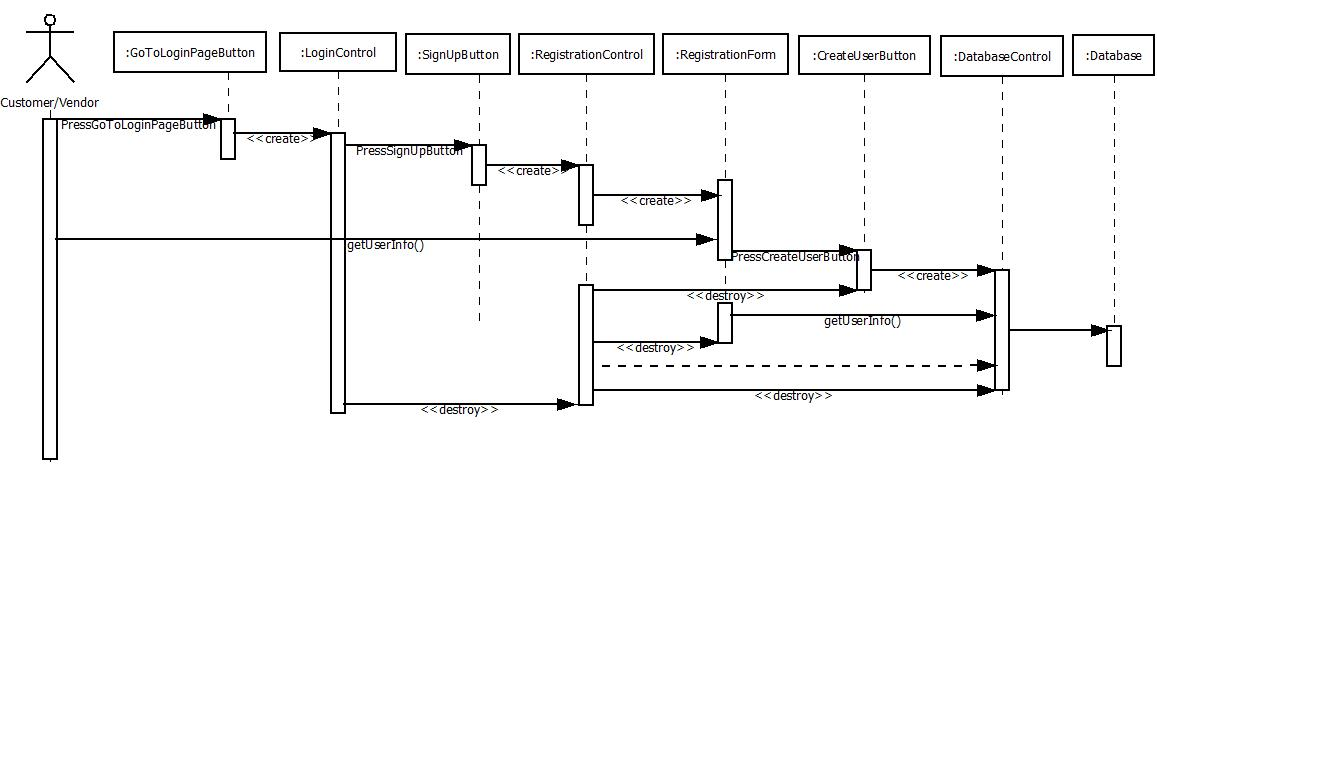 :GoToLoginPageButton
:LoginControl
:SignUpButton
:RegistrationControl
:RegistrationForm
:CreateUserButton
:DatabaseControl
:Database
Customer/Vendor
PressGoToLoginPageButton
<<create>>
PressSignUpButton
<<create>>
<<create>>
getUserInfo()
PressCreateUserButton
<<create>>
<<destroy>>
getUserInfo()
<<destroy>>
<<destroy>>
<<destroy>>